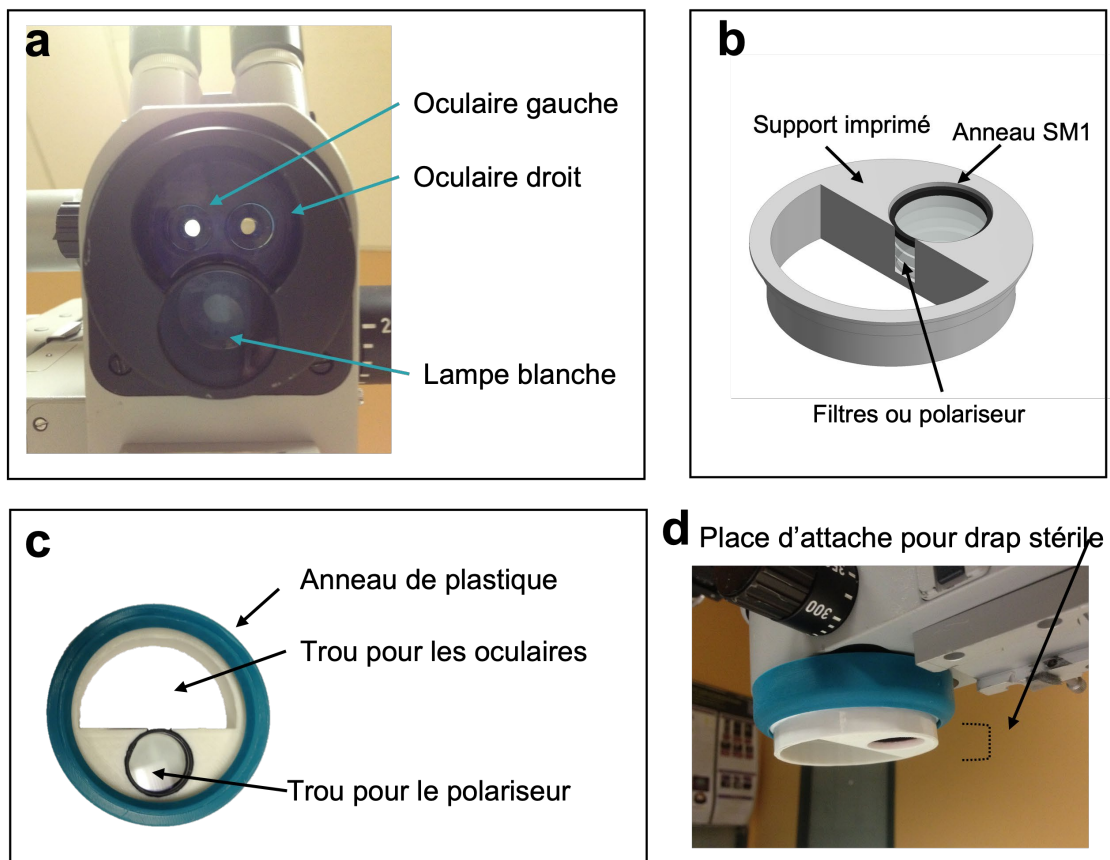 a
Oculaire gauche
Oculaire droit
Lampe blanche
2
b
Support imprimé
Anneau SM1
Filtres ou polariseur
c
Anneau de plastique
Trou pour les oculaires
Trou pour le polariseur
d
Place d'attache pour drap stérile
300